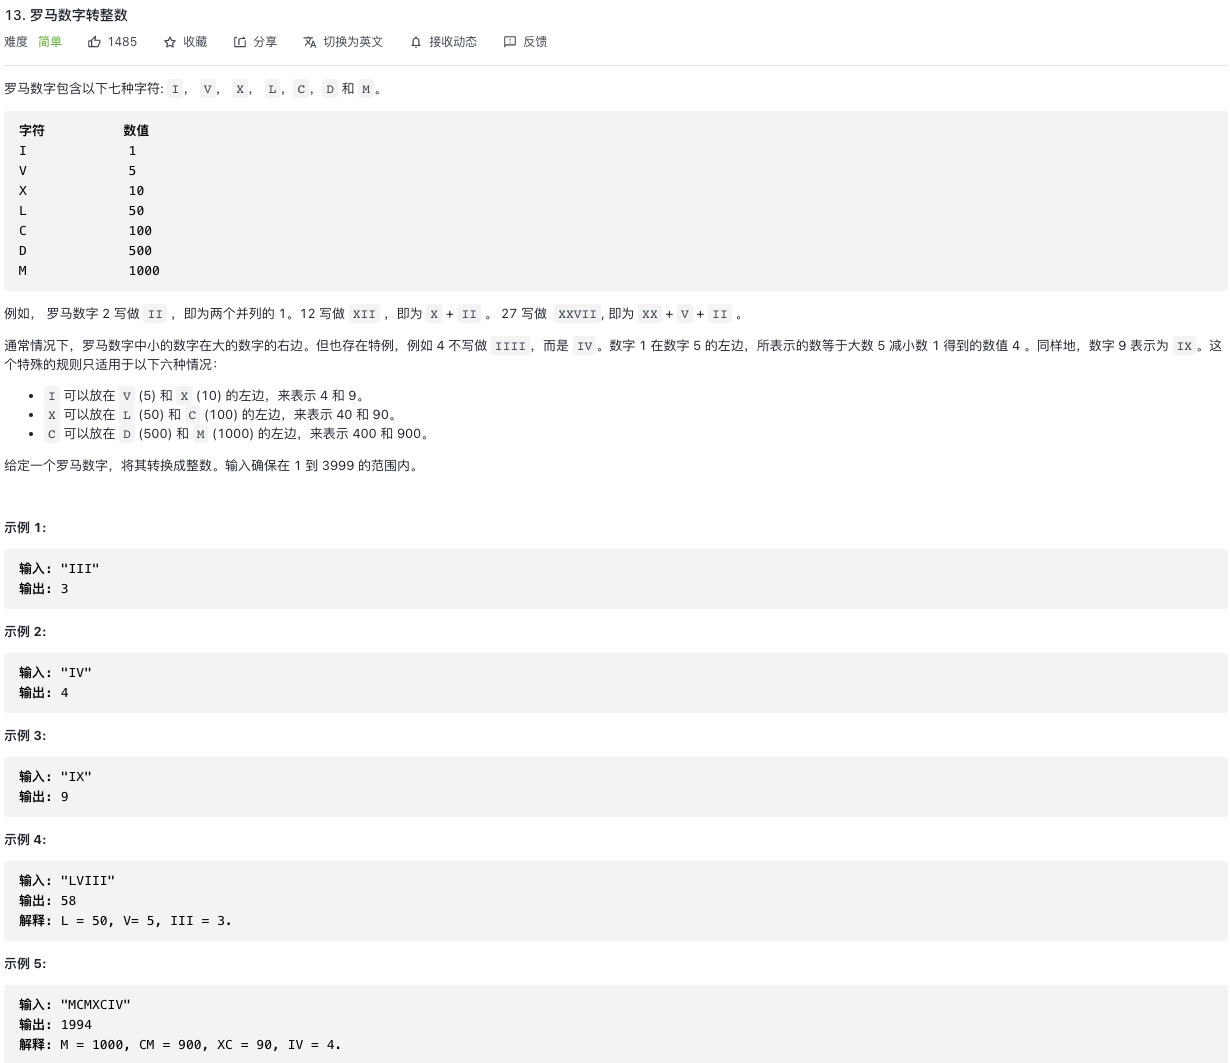 13. 罗马数字转整数
难度 简单 1485 收藏 分享 切换为英文 接收动态 反馈
罗马数字包含以下七种字符: I， V， X， L，C，D 和 M。
字符 数值
I 1
V 5
X 10
L 50
C 100
D 500
M 1000
例如， 罗马数字 2 写做 II ，即为两个并列的 1。12 写做 XII ，即为 X + II 。 27 写做 XXVII, 即为 XX + V + II 。
通常情况下，罗马数字中小的数字在大的数字的右边。但也存在特例，例如 4 不写做 IIII，而是 IV。数字 1 在数字 5 的左边，所表示的数等于大数 5 减小数 1 得到的数值 4 。同样地，数字 9 表示为 IX。这
个特殊的规则只适用于以下六种情况：
• I 可以放在 V (5) 和 X (10) 的左边，来表示 4 和 9。
• X 可以放在 L (50) 和 C (100) 的左边，来表示 40 和 90。
• C 可以放在 D (500) 和 M (1000) 的左边，来表示 400 和 900。
给定一个罗马数字，将其转换成整数。输入确保在 1 到 3999 的范围内。
示例 1:
输入: "III"
输出: 3
示例 2:
输入: "IV"
输出: 4
示例 3:
输入: "IX"
输出: 9
示例 4:
输入: "LVIII"
输出: 58
解释: L = 50, V= 5, III = 3.
示例 5:
输入: "MCMXCIV"
输出: 1994
解释: M = 1000, CM = 900, XC = 90, IV = 4.